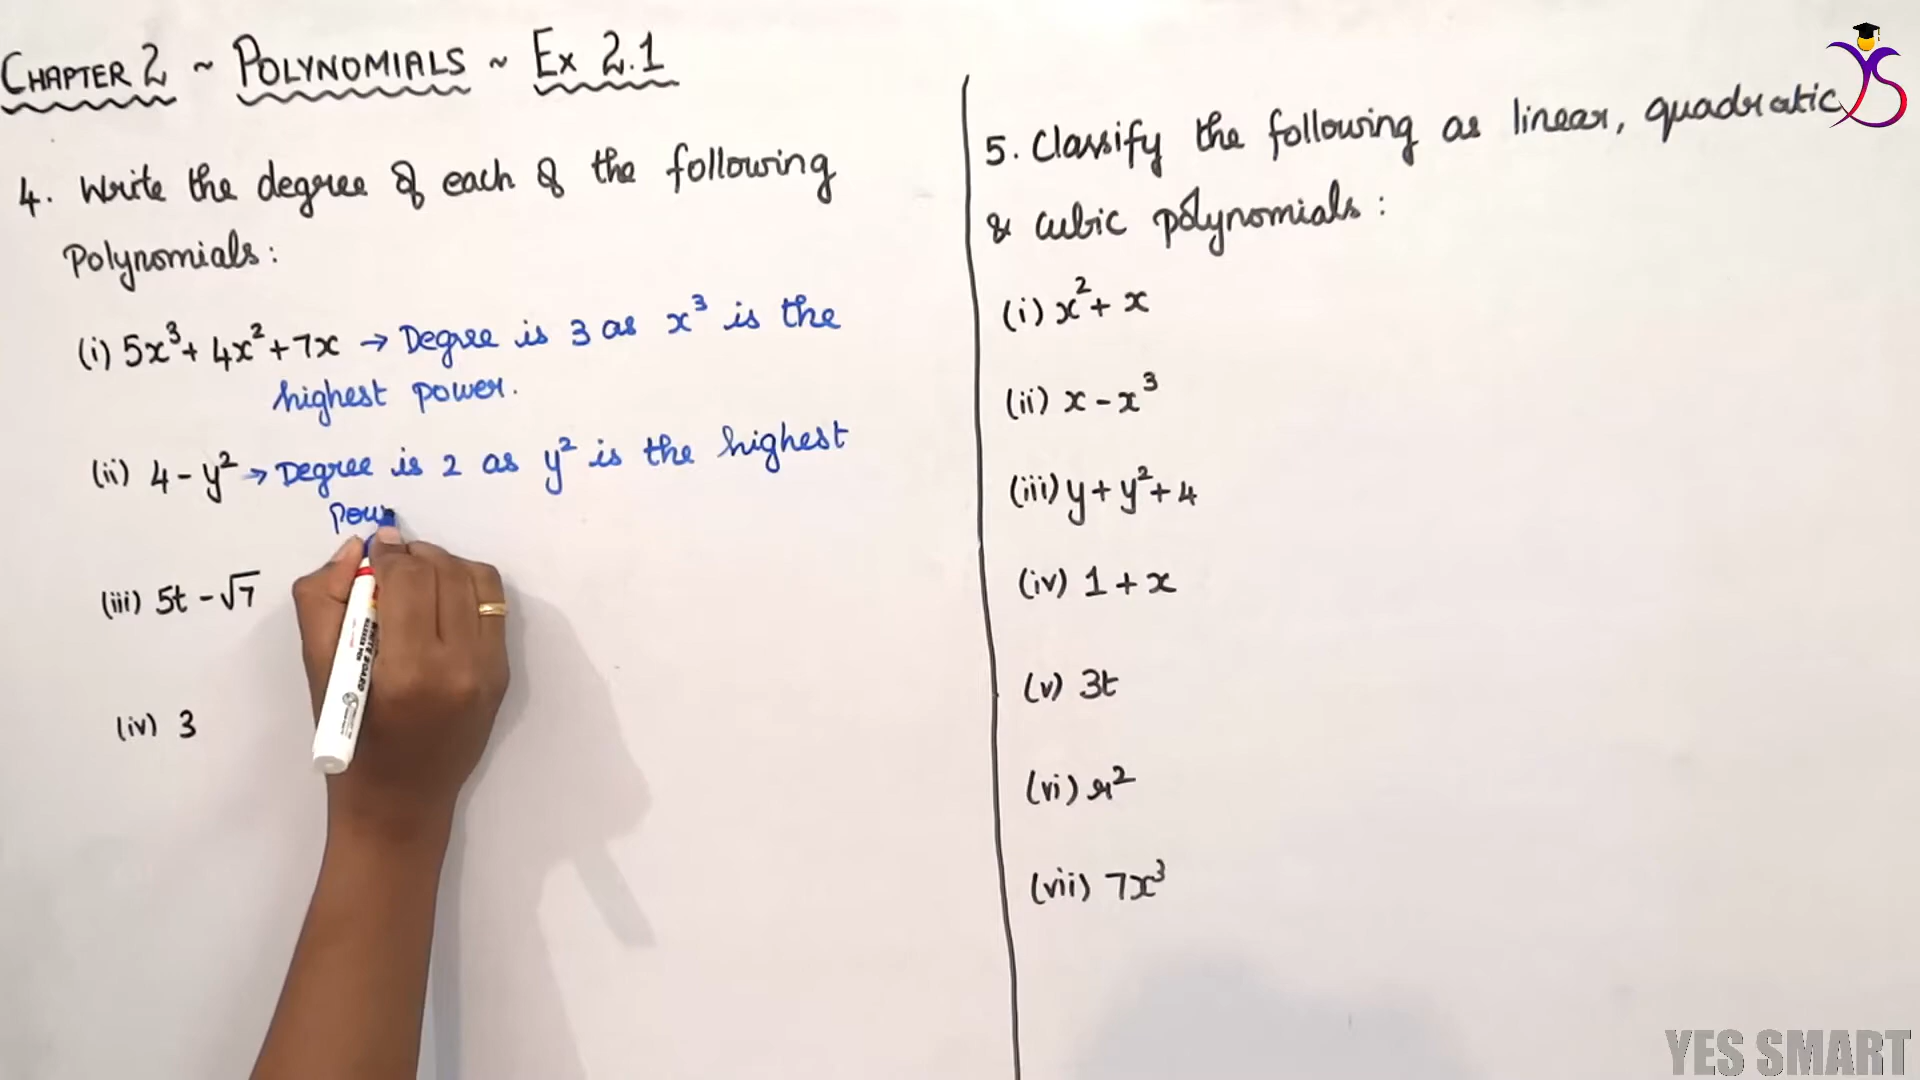 CHAPTER 2 ~ POLYNOMIALS ~ Ex 2.1
4. Write the degree of each of the following
Polynomials:
(i) 5x³ + 4x² + 7x → Degree is 3 as x³ is the
highest power.
(ii) 4 - y² → Degree is 2 as y² is the highest
(iii) 5t - √7
(iv) 3
5. Classify the following as linear, quadratic
& cubic polynomials:
(i) x² + x
(ii) x - x³
(iii) y + y² + 4
(iv) 1 + x
(v) 3t
(vi) r²
(vii) 7x³
YS
YES SMART